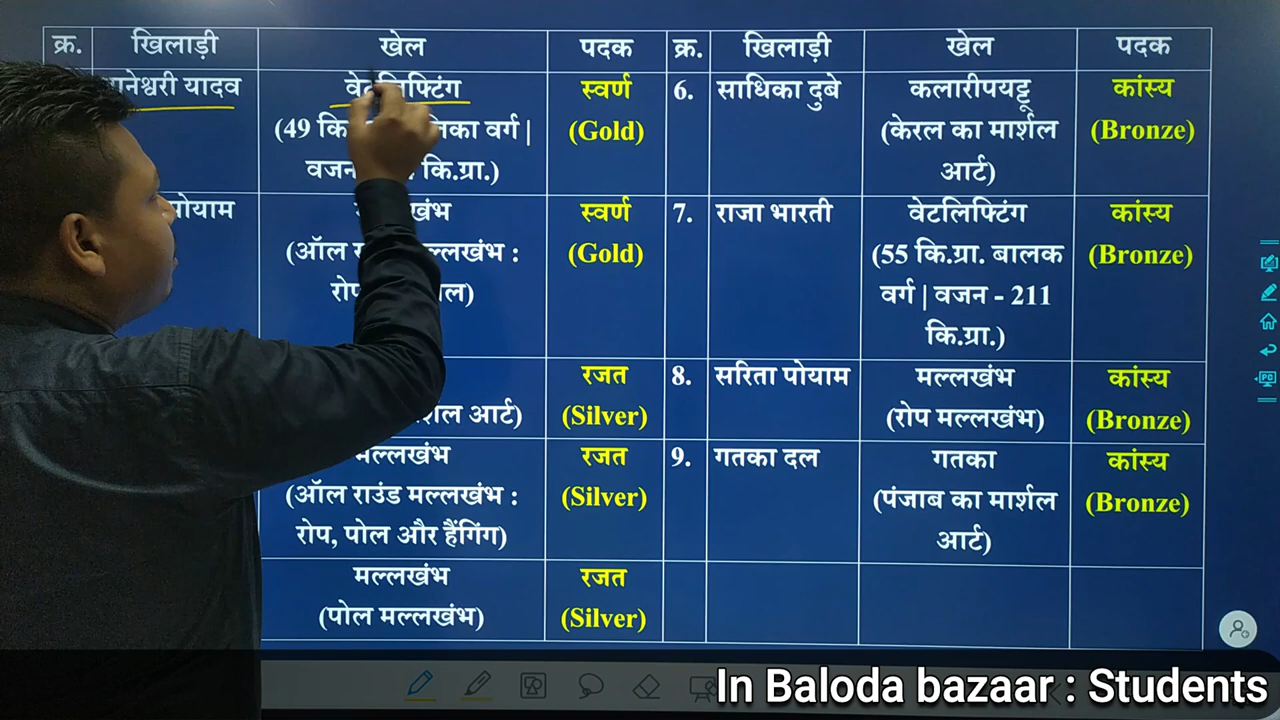 क्र. खिलाड़ी खेल पदक क्र. खिलाड़ी खेल पदक
यादव वेटलिफ्टिंग स्वर्ण 6. साधिका दुबे कलारीपयट्टू कांस्य
(49 वर्ग | (Gold) (केरल का मार्शल (Bronze)
वजन कि.ग्रा.) आर्ट)
पोयाम स्वर्ण 7. राजा भारती वेटलिफ्टिंग कांस्य
(ऑल : (Gold) (55 कि.ग्रा. बालक (Bronze)
वर्ग | वजन - 211
कि.ग्रा.)
रजत 8. सरिता पोयाम मल्लखंभ कांस्य
आर्ट) (Silver) (रोप मल्लखंभ) (Bronze)
मल्लखंभ रजत 9. गतका दल गतका कांस्य
(ऑल राउंड मल्लखंभ : (Silver) (पंजाब का मार्शल (Bronze)
रोप, पोल और हैंगिंग) आर्ट)
मल्लखंभ रजत
(पोल मल्लखंभ) (Silver)
In Baloda bazaar : Students